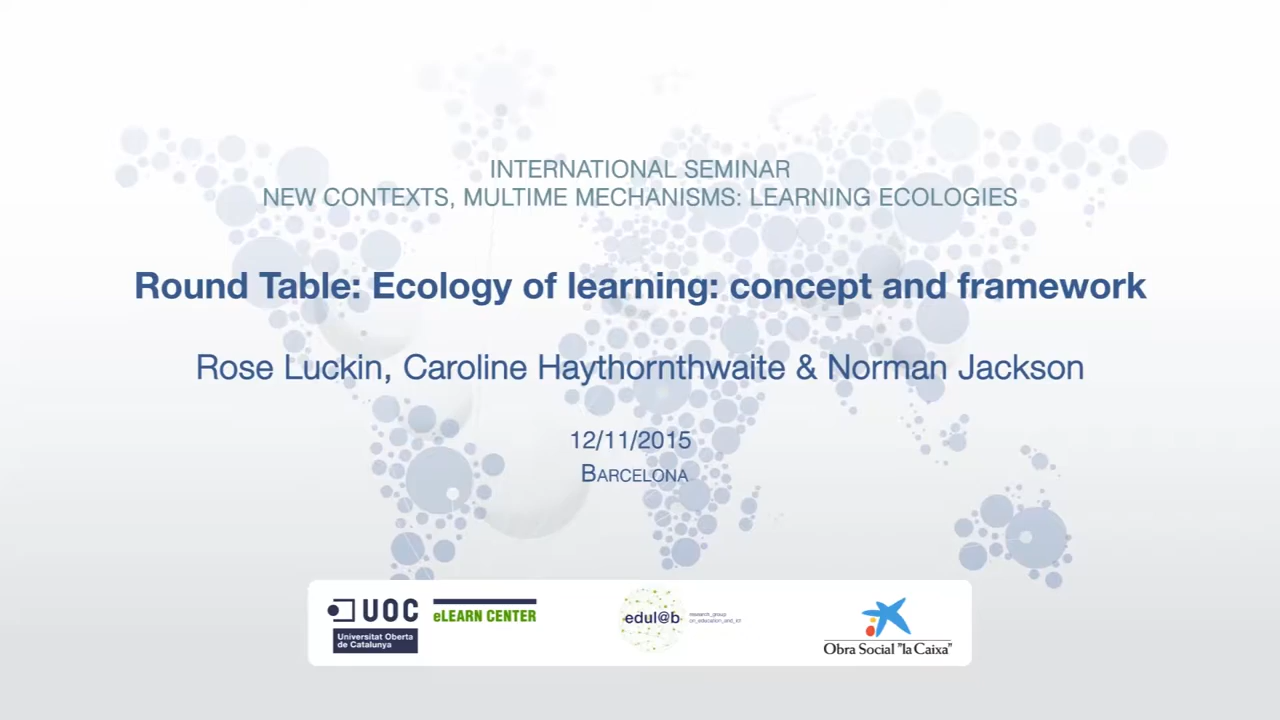 INTERNATIONAL SEMINAR
NEW CONTEXTS, MULTIME MECHANISMS: LEARNING ECOLOGIES
Round Table: Ecology of learning: concept and framework
Rose Luckin, Caroline Haythornthwaite & Norman Jackson
12/11/2015
BARCELONA
UOC
Universitat Oberta
de Catalunya
eLEARN CENTER
edul@b
research_group
on_education_and_ict
Obra Social "la Caixa"